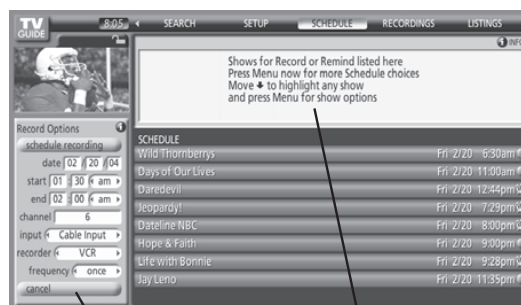 TV
GUIDE
8:05
SEARCH
SETUP
SCHEDULE
RECORDINGS
LISTINGS
INFO
Shows for Record or Remind listed here
Press Menu now for more Schedule choices
Move to highlight any show
and press Menu for show options
Record Options
schedule recording
date 02 / 20 / 04
start 01 : 30 am
end 02 : 00 am
channel 6
input Cable Input
recorder VCR
frequency once
cancel
SCHEDULE
Wild Thornberrys Fri 2/20 6:30am
Days of Our Lives Fri 2/20 11:00am
Daredevil Fri 2/20 12:44pm
Jeopardy! Fri 2/20 7:29pm
Dateline NBC Fri 2/20 8:00pm
Hope & Faith Fri 2/20 9:00pm
Life with Bonnie Fri 2/20 9:28pm
Jay Leno Fri 2/20 11:35pm